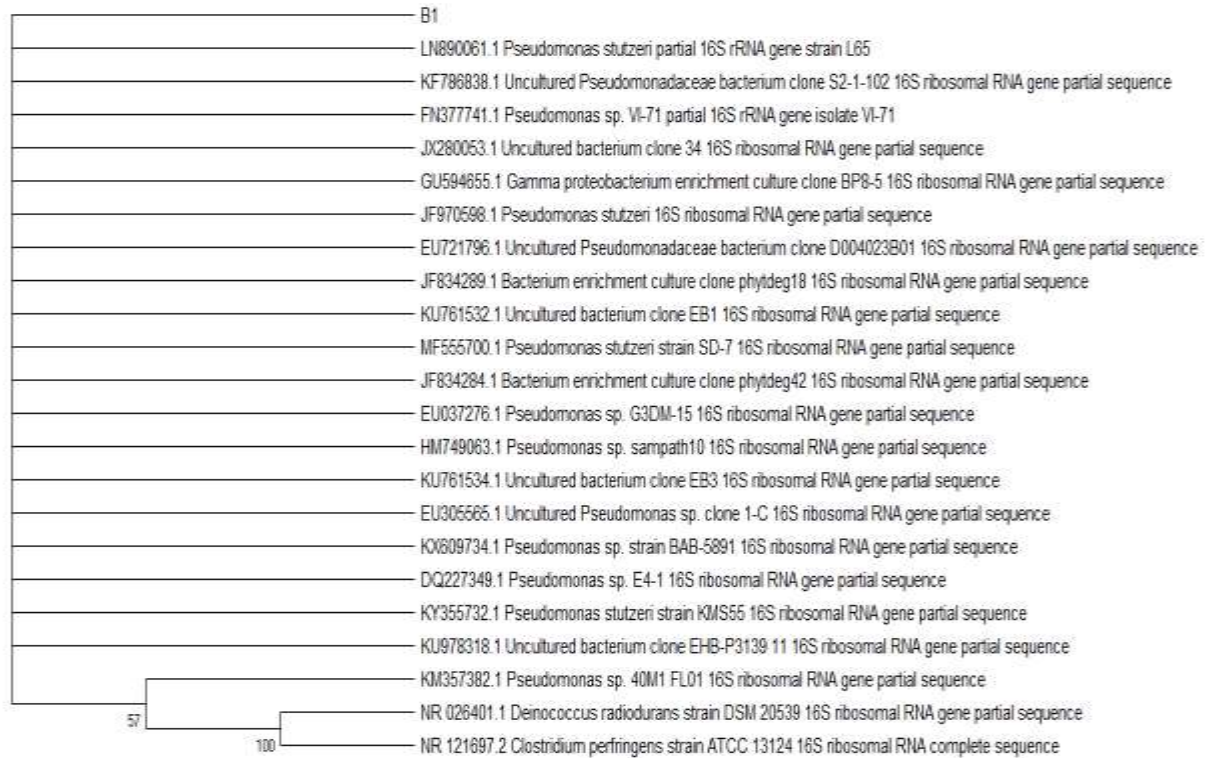 B1
LN890061.1 Pseudomonas stutzeri partial 16S rRNA gene strain L65
KF786838.1 Uncultured Pseudomonadaceae bacterium clone S2-1-102 16S ribosomal RNA gene partial sequence
FN377741.1 Pseudomonas sp. VI-71 partial 16S rRNA gene isolate VI-71
JX280053.1 Uncultured bacterium clone 34 16S ribosomal RNA gene partial sequence
GU594655.1 Gamma proteobacterium enrichment culture clone BP8-5 16S ribosomal RNA gene partial sequence
JF970598.1 Pseudomonas stutzeri 16S ribosomal RNA gene partial sequence
EU721796.1 Uncultured Pseudomonadaceae bacterium clone D004023B01 16S ribosomal RNA gene partial sequence
JF834289.1 Bacterium enrichment culture clone phytdeg18 16S ribosomal RNA gene partial sequence
KU761532.1 Uncultured bacterium clone EB1 16S ribosomal RNA gene partial sequence
MF555700.1 Pseudomonas stutzeri strain SD-7 16S ribosomal RNA gene partial sequence
JF834284.1 Bacterium enrichment culture clone phytdeg42 16S ribosomal RNA gene partial sequence
EU037276.1 Pseudomonas sp. G3DM-15 16S ribosomal RNA gene partial sequence
HM749063.1 Pseudomonas sp. sampath10 16S ribosomal RNA gene partial sequence
KU761534.1 Uncultured bacterium clone EB3 16S ribosomal RNA gene partial sequence
EU305565.1 Uncultured Pseudomonas sp. clone 1-C 16S ribosomal RNA gene partial sequence
KX609734.1 Pseudomonas sp. strain BAB-5891 16S ribosomal RNA gene partial sequence
DQ227349.1 Pseudomonas sp. E4-1 16S ribosomal RNA gene partial sequence
KY355732.1 Pseudomonas stutzeri strain KMS55 16S ribosomal RNA gene partial sequence
KU978318.1 Uncultured bacterium clone EHB-P3139 11 16S ribosomal RNA gene partial sequence
KM357382.1 Pseudomonas sp. 40M1 FL01 16S ribosomal RNA gene partial sequence
57
NR 026401.1 Deinococcus radiodurans strain DSM 20539 16S ribosomal RNA gene partial sequence
100
NR 121697.2 Clostridium perfringens strain ATCC 13124 16S ribosomal RNA complete sequence